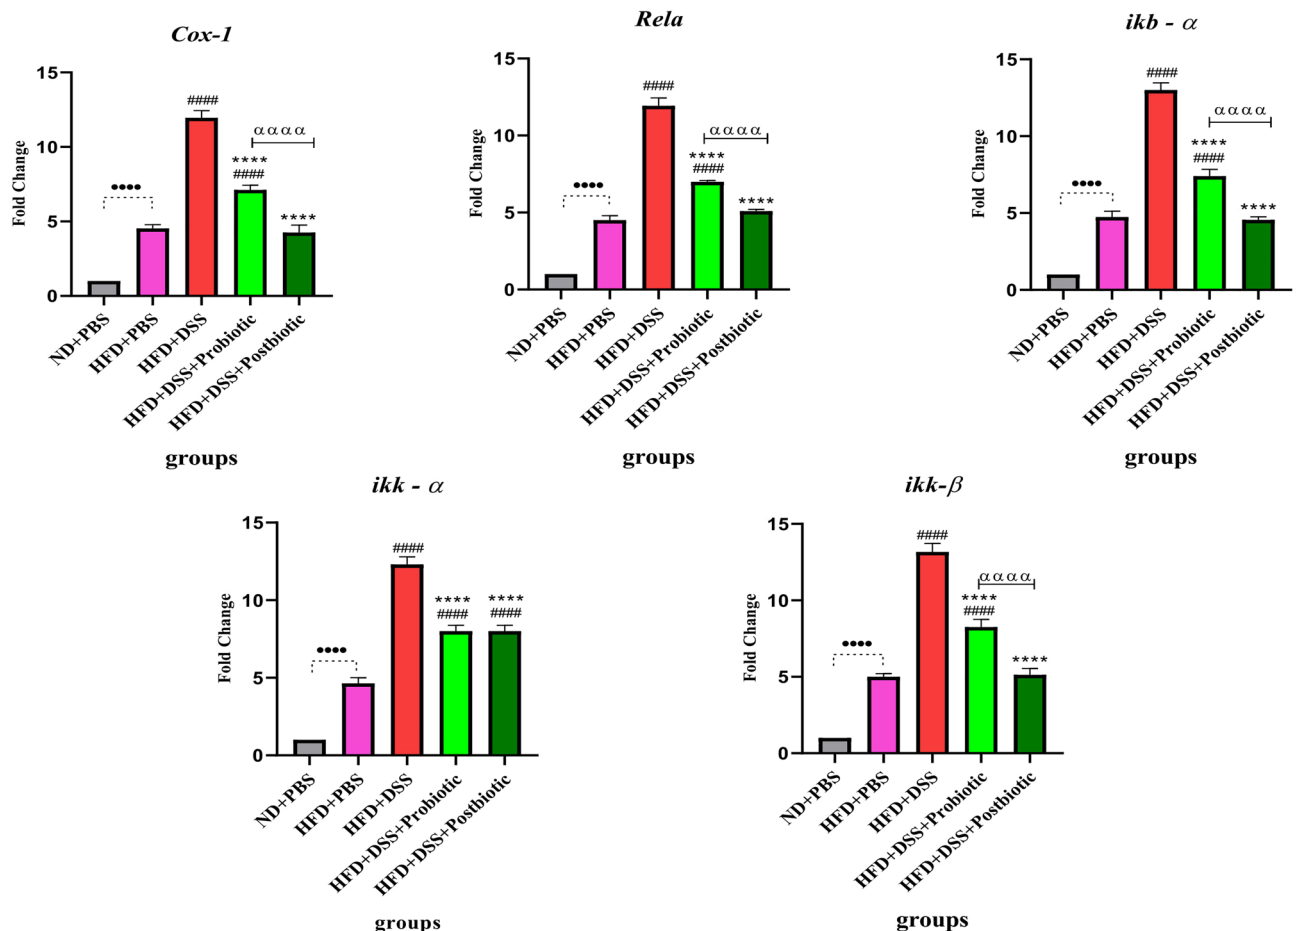 Cox-1
Fold Change
15
10
5
0
••••
####
****
####
αααα
****
ND+PBS
HFD+PBS
HFD+DSS
HFD+DSS+Probiotic
HFD+DSS+Postbiotic
groups
Rela
Fold Change
15
10
5
0
••••
####
****
####
αααα
****
ND+PBS
HFD+PBS
HFD+DSS
HFD+DSS+Probiotic
HFD+DSS+Postbiotic
groups
ikb - α
Fold Change
15
10
5
0
••••
####
****
####
αααα
****
ND+PBS
HFD+PBS
HFD+DSS
HFD+DSS+Probiotic
HFD+DSS+Postbiotic
groups
ikk - α
Fold Change
15
10
5
0
••••
####
****
####
****
####
ND+PBS
HFD+PBS
HFD+DSS
HFD+DSS+Probiotic
HFD+DSS+Postbiotic
groups
ikk-β
Fold Change
15
10
5
0
••••
####
****
####
αααα
****
ND+PBS
HFD+PBS
HFD+DSS
HFD+DSS+Probiotic
HFD+DSS+Postbiotic
groups